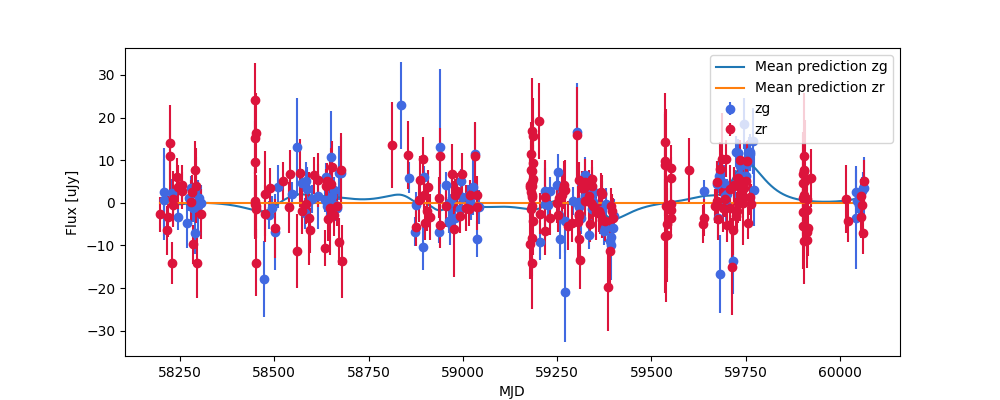 Mean prediction zg
Mean prediction zr
zg
zr
Flux [uJy]
30
20
10
0
−10
−20
−30
58250
58500
58750
59000
59250
59500
59750
60000
MJD